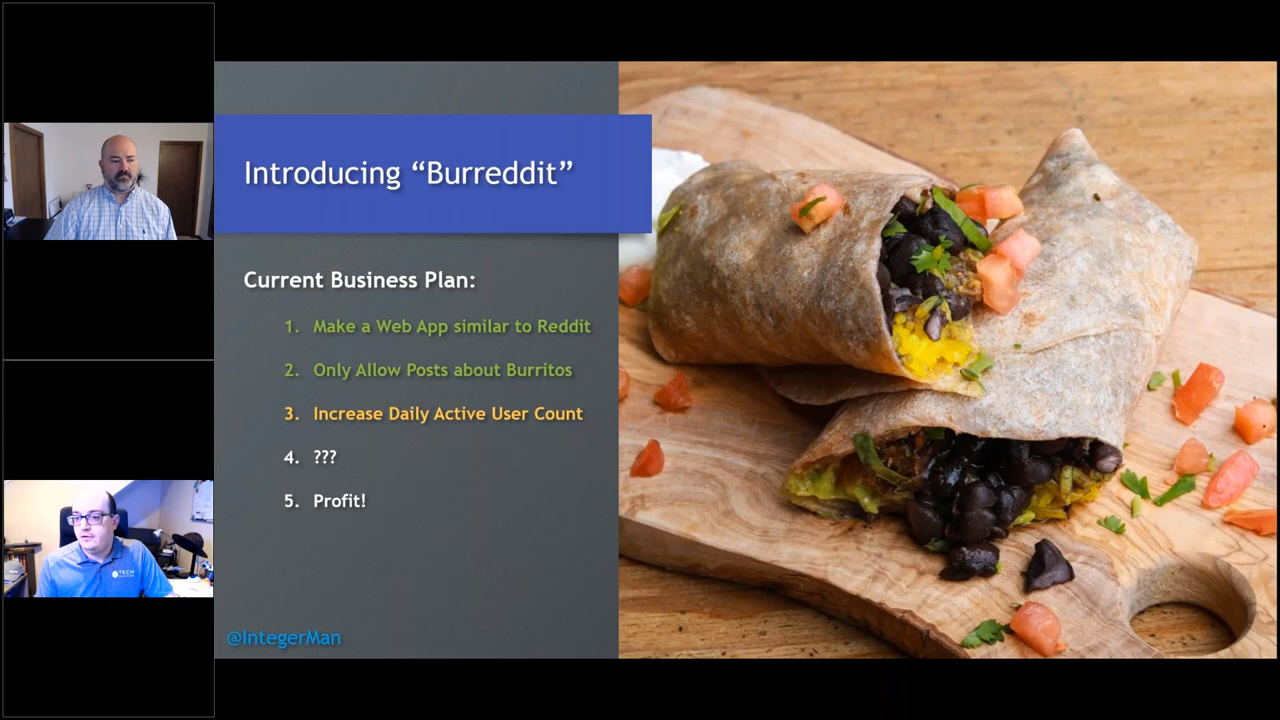 Introducing “Burreddit”
Current Business Plan:
1. Make a Web App similar to Reddit
2. Only Allow Posts about Burritos
3. Increase Daily Active User Count
4. ???
5. Profit!
@IntegerMan
TECH